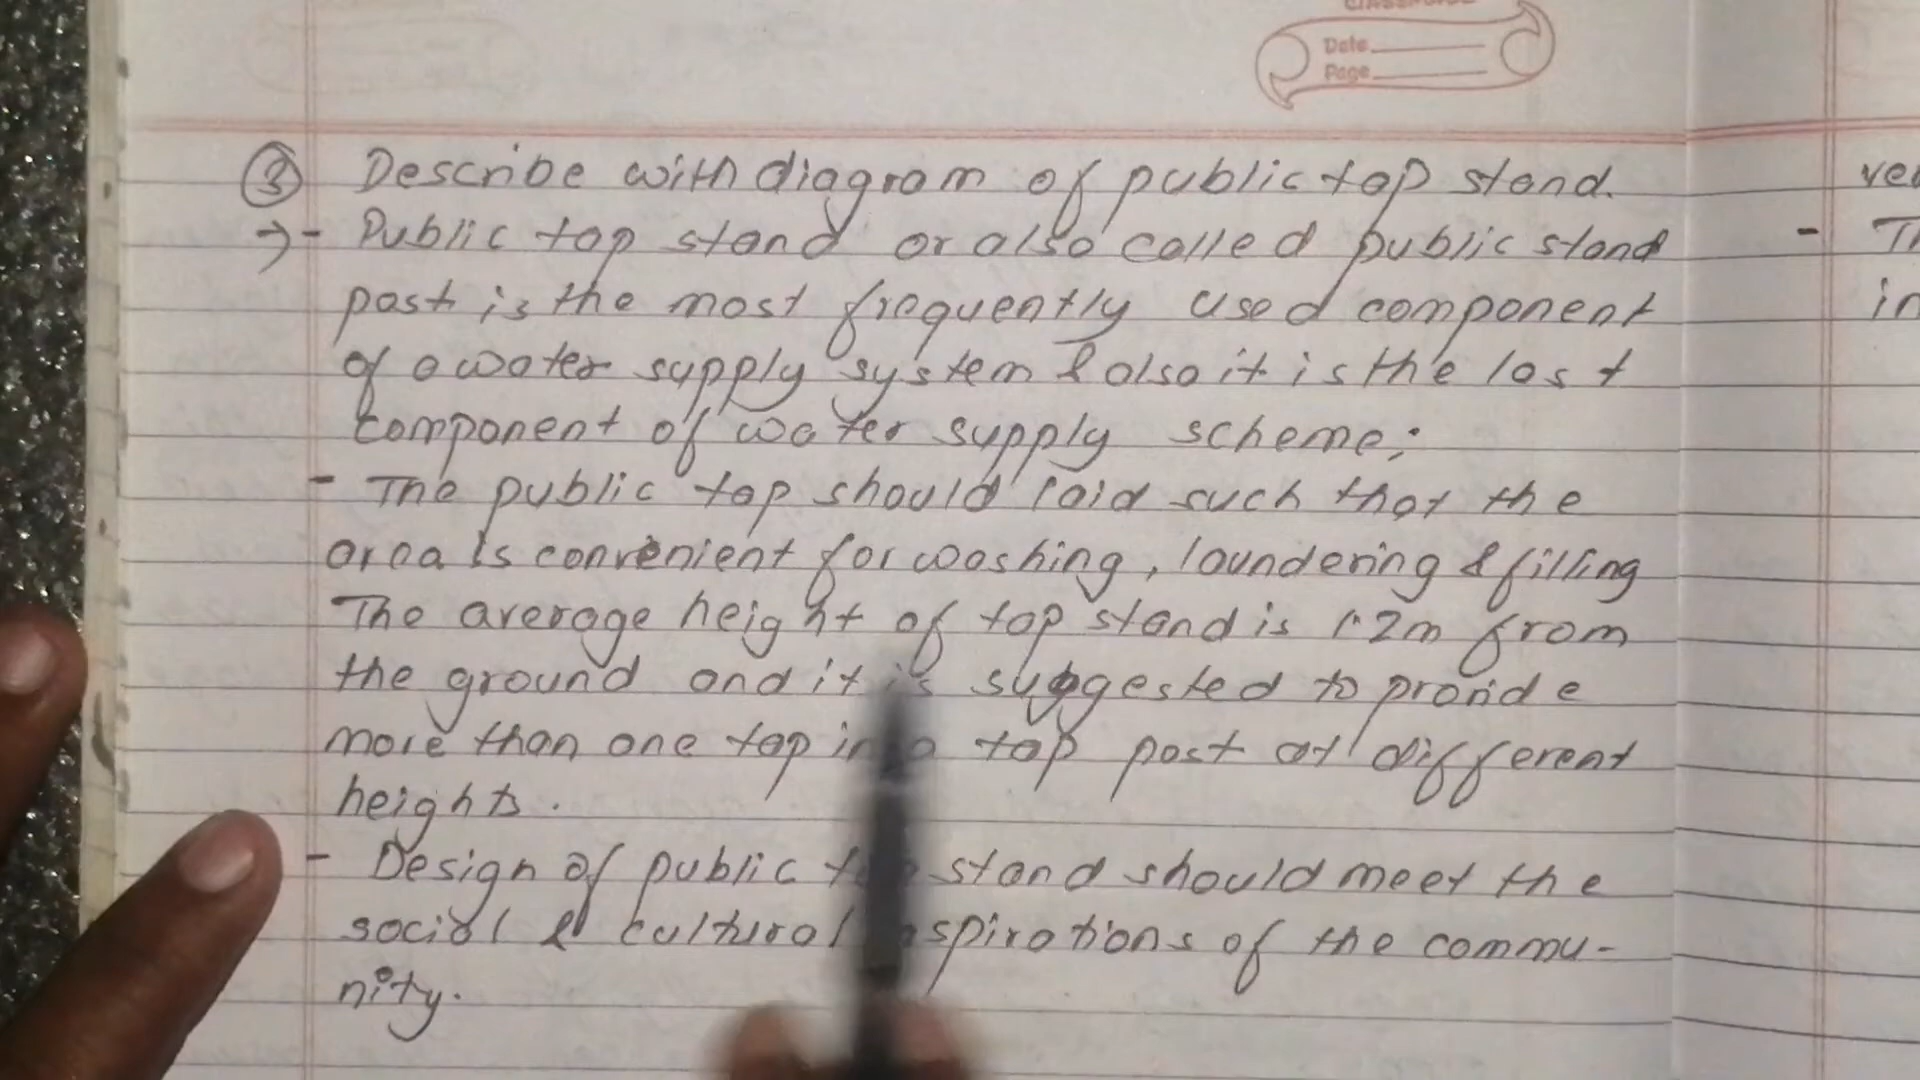 Date
Page
③ Describe with diagram of public tap stand.
→ - Public tap stand or also called public stand
post is the most frequently used component
of a water supply system & also it is the last
component of water supply scheme;
- The public tap should laid such that the
area is convenient for washing, laundering & filling
The average height of tap stand is 1.2m from
the ground and it is suggested to provide
more than one tap in a tap post at different
heights.
- Design of public tap stand should meet the
social & cultural aspirations of the commu-
nity.
-
in